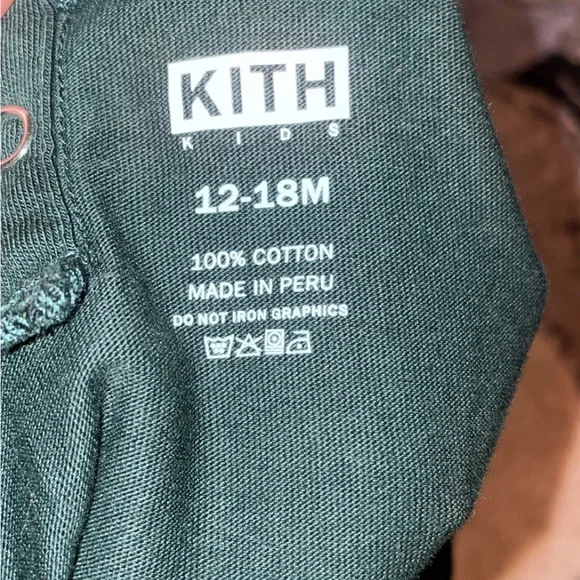 KITH
KIDS
12-18M
100% COTTON
MADE IN PERU
DO NOT IRON GRAPHICS